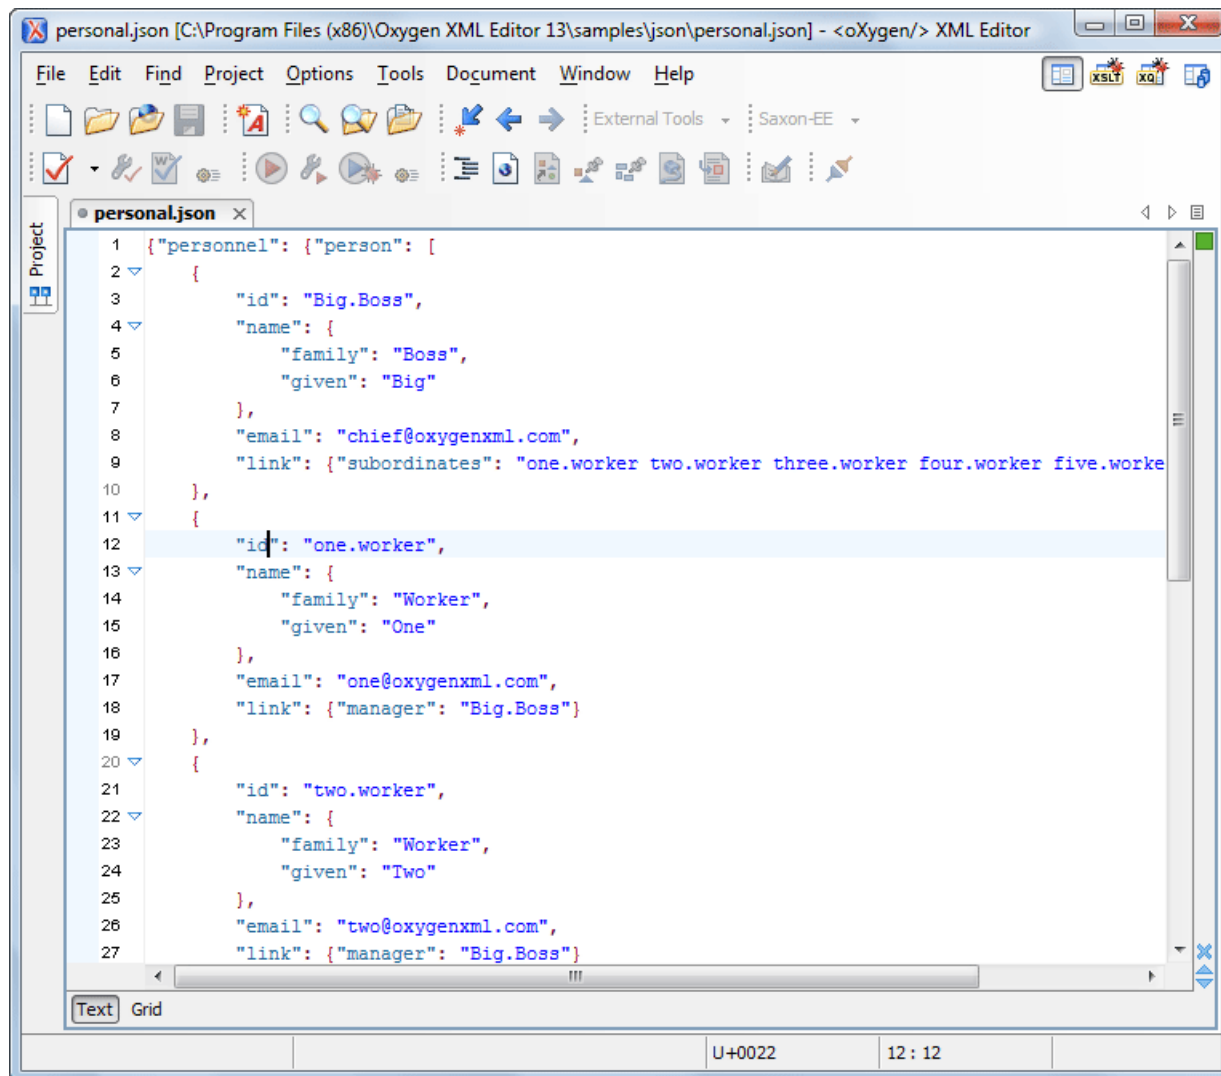 personal.json [C:\Program Files (x86)\Oxygen XML Editor 13\samples\json\personal.json] - <oXygen/> XML Editor
File Edit Find Project Options Tools Document Window Help
XSLT XQ
External Tools Saxon-EE
personal.json
Project
1 {"personnel": {"person": [
2 {
3 "id": "Big.Boss",
4 "name": {
5 "family": "Boss",
6 "given": "Big"
7 },
8 "email": "chief@oxygenxml.com",
9 "link": {"subordinates": "one.worker two.worker three.worker four.worker five.worke
10 },
11 {
12 "id": "one.worker",
13 "name": {
14 "family": "Worker",
15 "given": "One"
16 },
17 "email": "one@oxygenxml.com",
18 "link": {"manager": "Big.Boss"}
19 },
20 {
21 "id": "two.worker",
22 "name": {
23 "family": "Worker",
24 "given": "Two"
25 },
26 "email": "two@oxygenxml.com",
27 "link": {"manager": "Big.Boss"}
Text Grid
U+0022 12 : 12